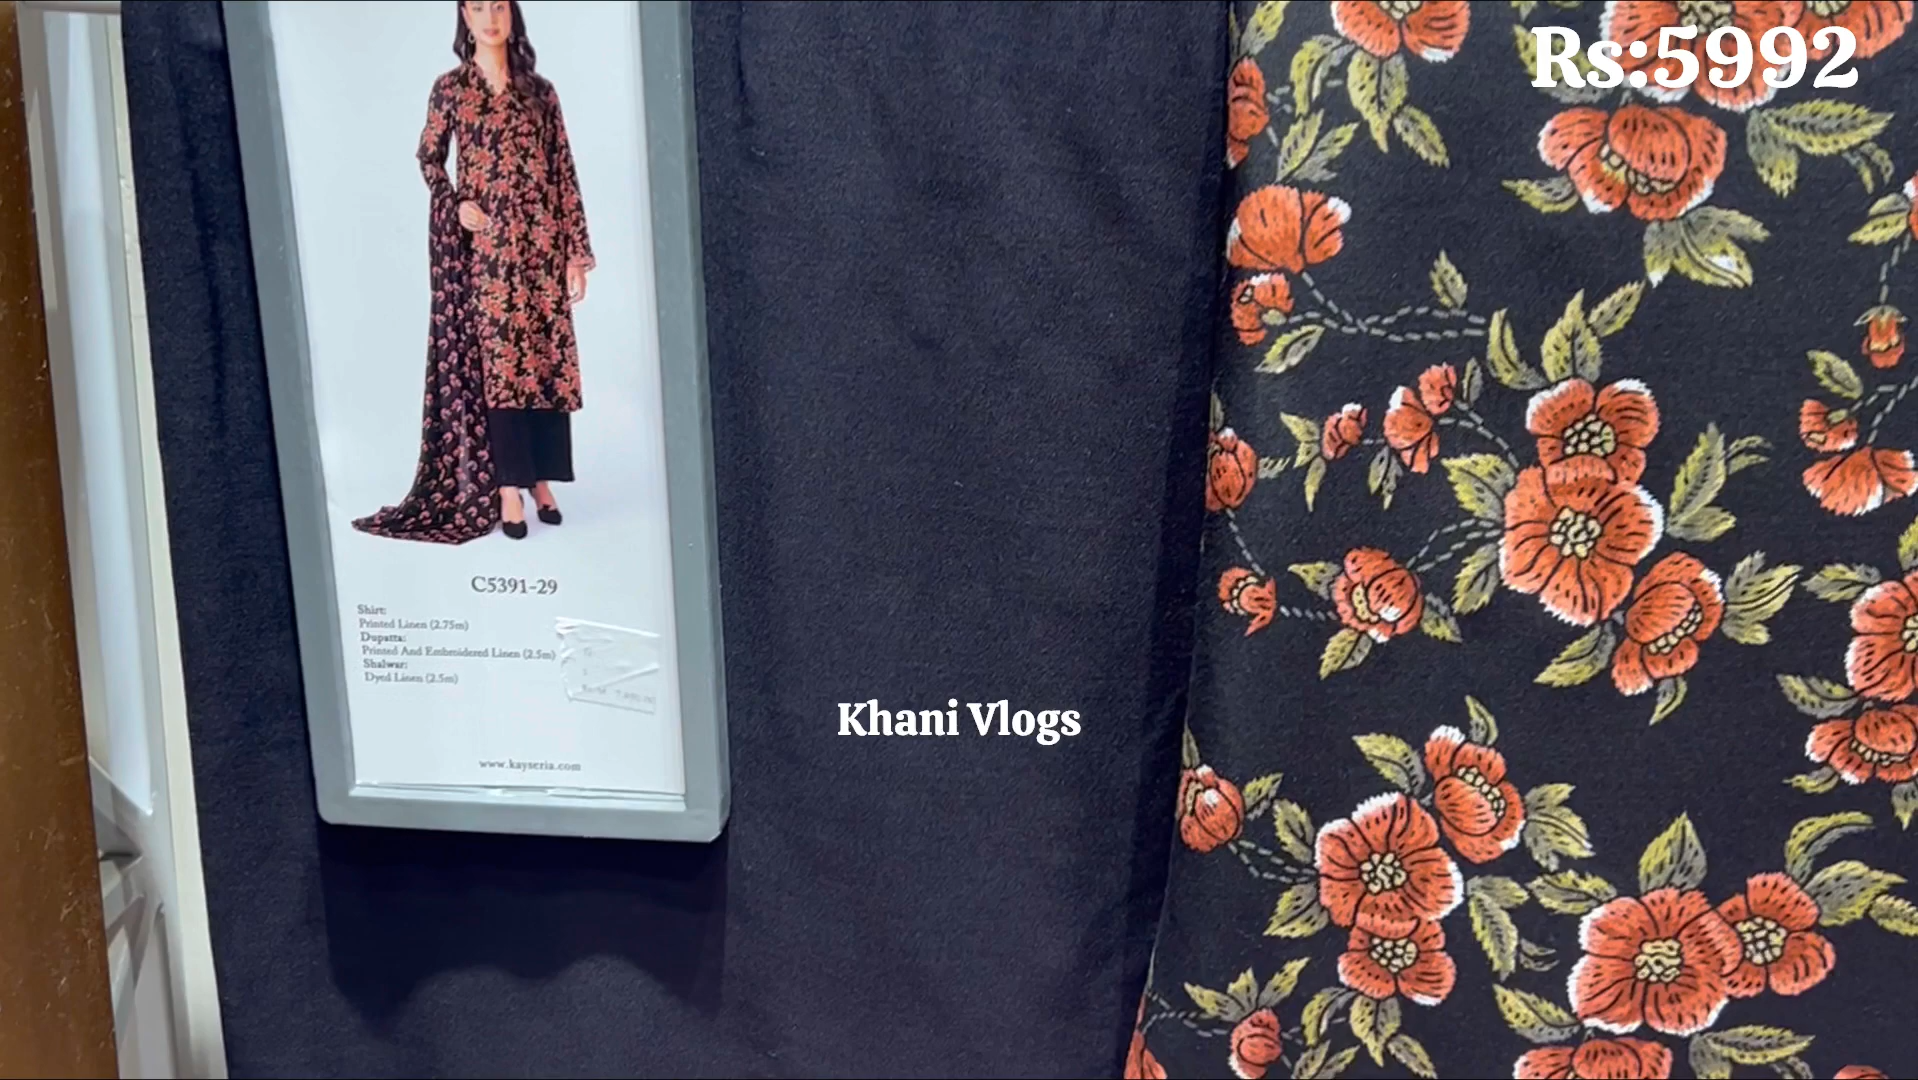 Rs:5992
C5391-29
Shirt:
Printed Linen (2.75m)
Dupatta:
Printed And Embroidered Linen (2.5m)
Shalwar:
Dyed Linen (2.5m)
Khani Vlogs
www.kayseria.com